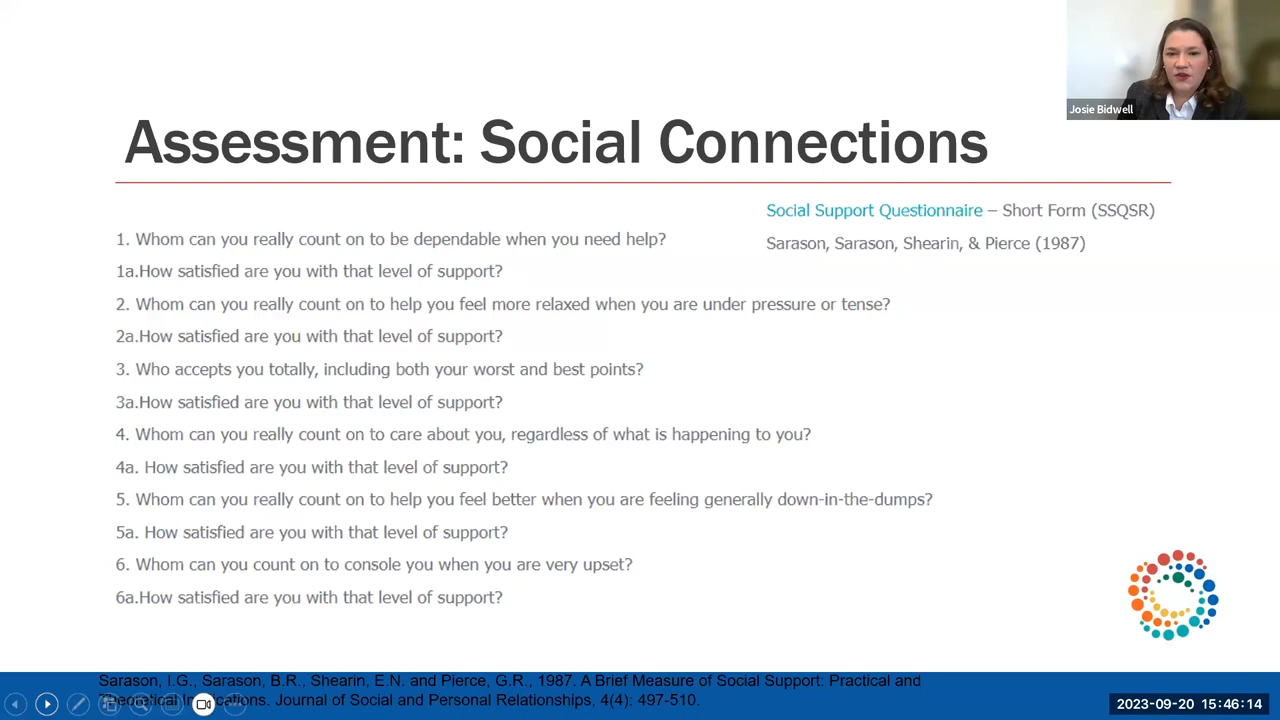 Josie Bidwell
Assessment: Social Connections
Social Support Questionnaire – Short Form (SSQSR)
Sarason, Sarason, Shearin, & Pierce (1987)
1. Whom can you really count on to be dependable when you need help?
1a.How satisfied are you with that level of support?
2. Whom can you really count on to help you feel more relaxed when you are under pressure or tense?
2a.How satisfied are you with that level of support?
3. Who accepts you totally, including both your worst and best points?
3a.How satisfied are you with that level of support?
4. Whom can you really count on to care about you, regardless of what is happening to you?
4a. How satisfied are you with that level of support?
5. Whom can you really count on to help you feel better when you are feeling generally down-in-the-dumps?
5a. How satisfied are you with that level of support?
6. Whom can you count on to console you when you are very upset?
6a.How satisfied are you with that level of support?
Sarason, I.G., Sarason, B.R., Shearin, E.N. and Pierce, G.R., 1987. A Brief Measure of Social Support: Practical and
Theoretical Implications. Journal of Social and Personal Relationships, 4(4): 497-510.
2023-09-20 15:46:14